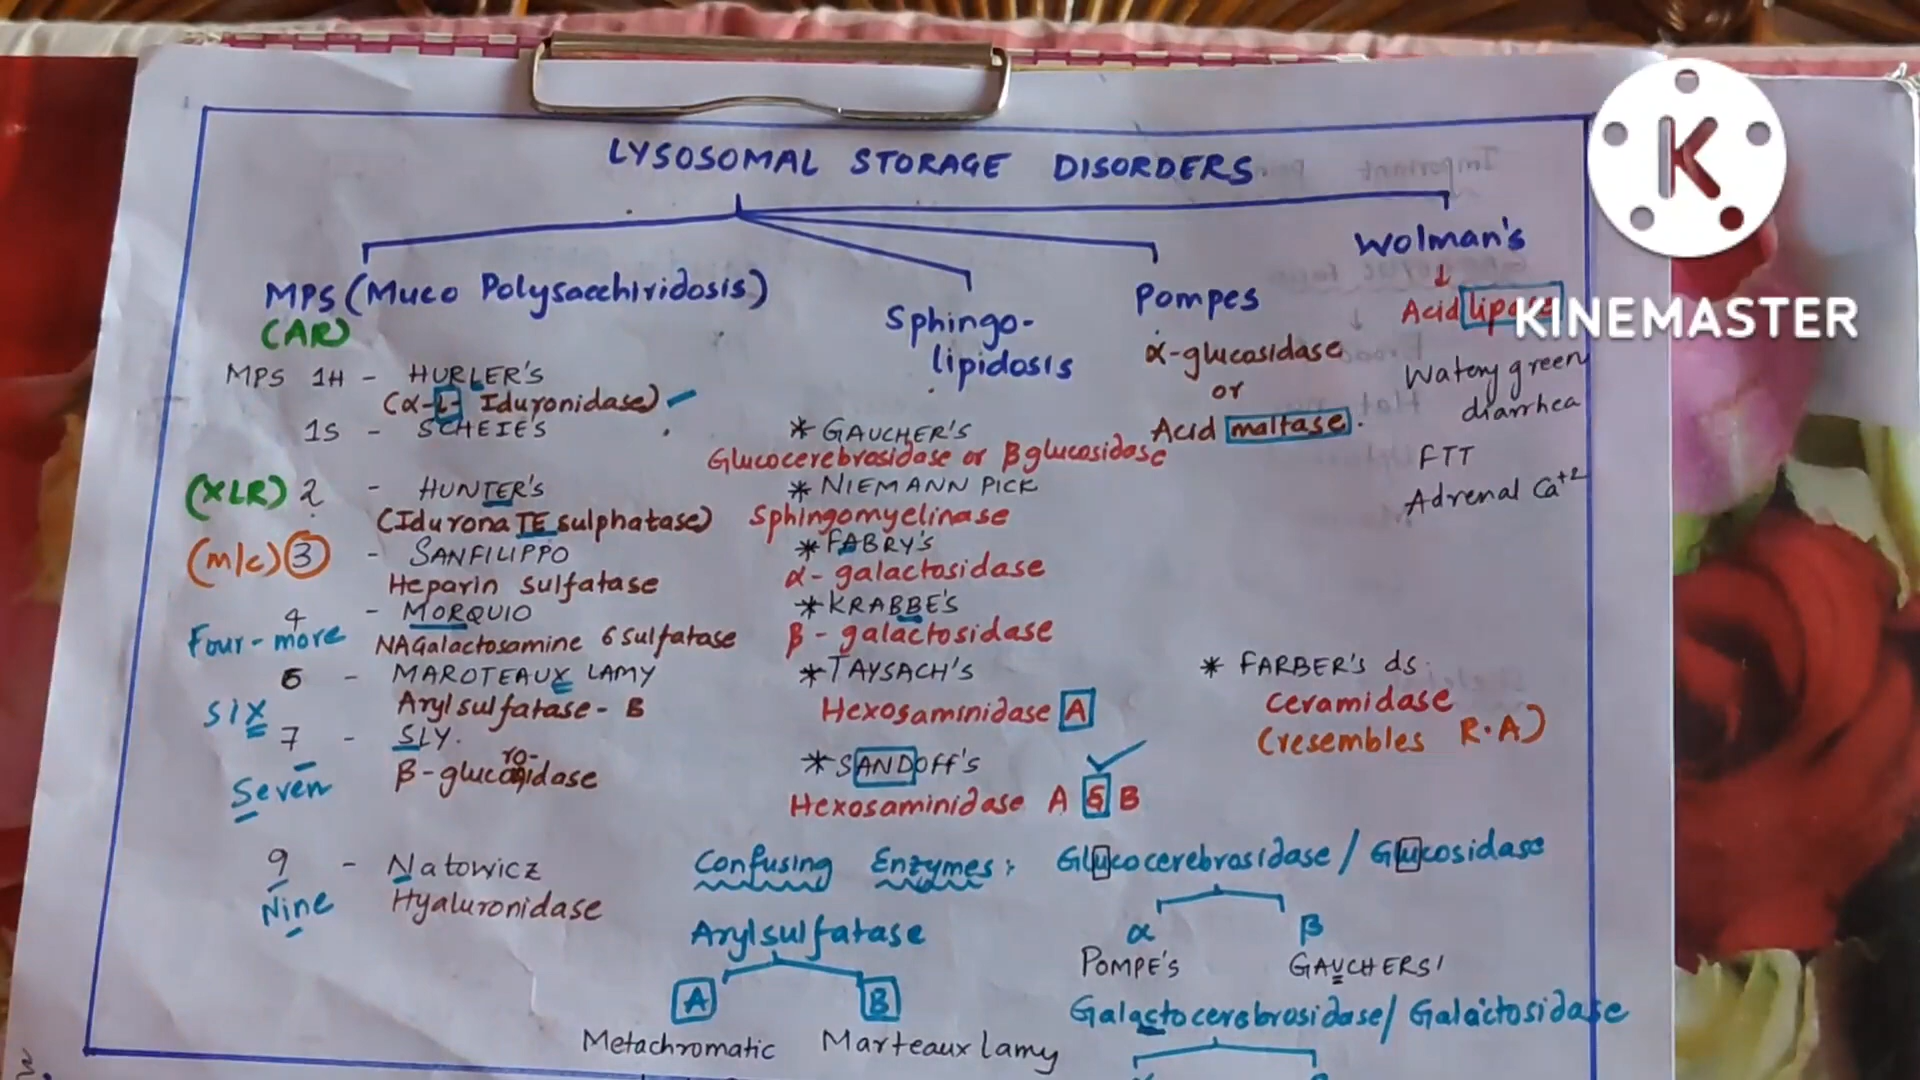 LYSOSOMAL STORAGE DISORDERS
MPS (Muco Polysacchiridosis)
(AR)
MPS 1H - HURLER'S
(α-L- Iduronidase)
1S - SCHEIE'S
(XLR) 2 - HUNTER'S
(IduronaTE sulphatase)
(m/c) 3 - SANFILIPPO
Heparin sulfatase
4 - MORQUIO
Four-more NAGalactosamine 6 sulfatase
6 - MAROTEAUX LAMY
SIX Arylsulfatase - B
7 - SLY.
Seven β-glucoronidase
9 - Natowicz
Nine Hyaluronidase
Sphingo-
lipidosis
* GAUCHER'S
Glucocerebrosidase or βglucosidase
* NIEMANN PICK
Sphingomyelinase
* FABRY'S
α- galactosidase
* KRABBE'S
β - galactosidase
* TAYSACH'S
Hexosaminidase A
* SANDOFF'S
Hexosaminidase A & B
Pompes
α-glucosidase
or
Acid maltase.
Wolman's
↓
Acid lipase
Watery green
diarrhea
FTT
Adrenal Ca+2
* FARBER'S ds.
Ceramidase
(resembles R.A)
Confusing Enzymes:
Arylsulfatase
A B
Metachromatic Marteaux lamy
Glucocerebrosidase / Glucosidase
α β
POMPE'S GAUCHERS'
Galactocerebrosidase/ Galactosidase
K
KINEMASTER